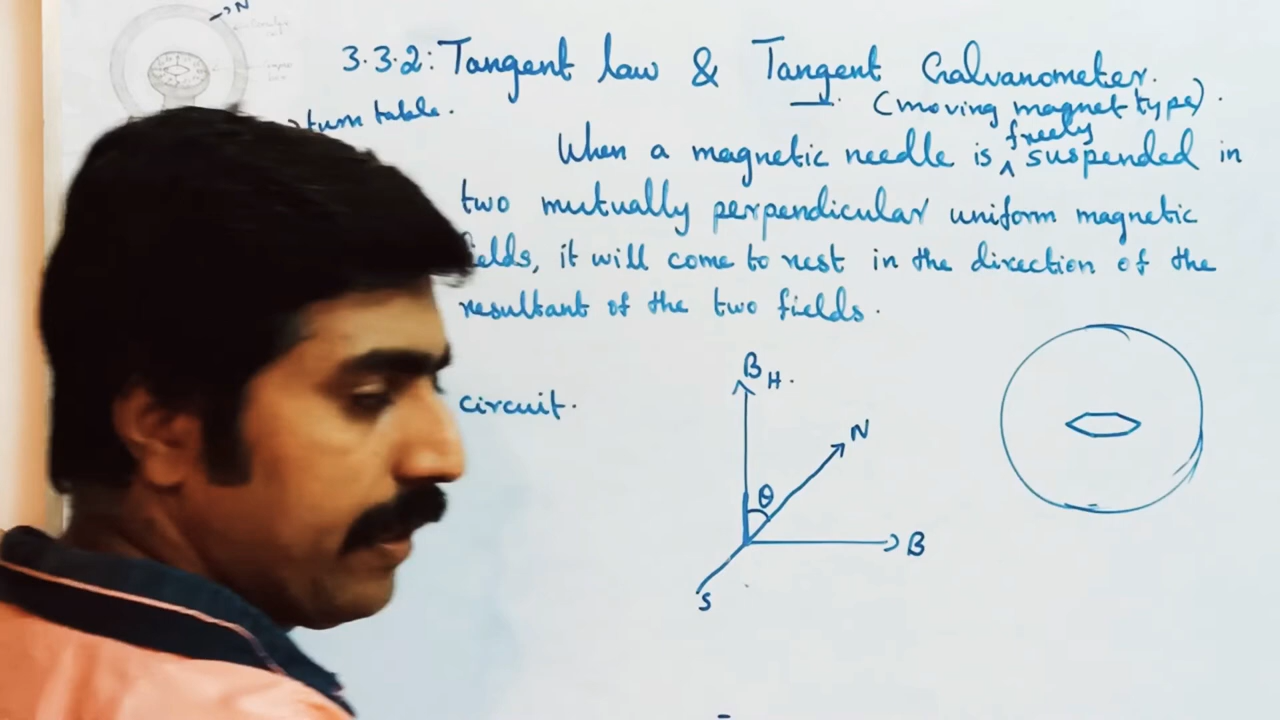 N
3.3.2: Tangent law & Tangent Galvanometer.
(moving magnet type).
turn table.
freely
When a magnetic needle is ^ suspended in
two mutually perpendicular uniform magnetic
ields, it will come to rest in the direction of the
resultant of the two fields.
circuit.
BH.
N
θ
B
S